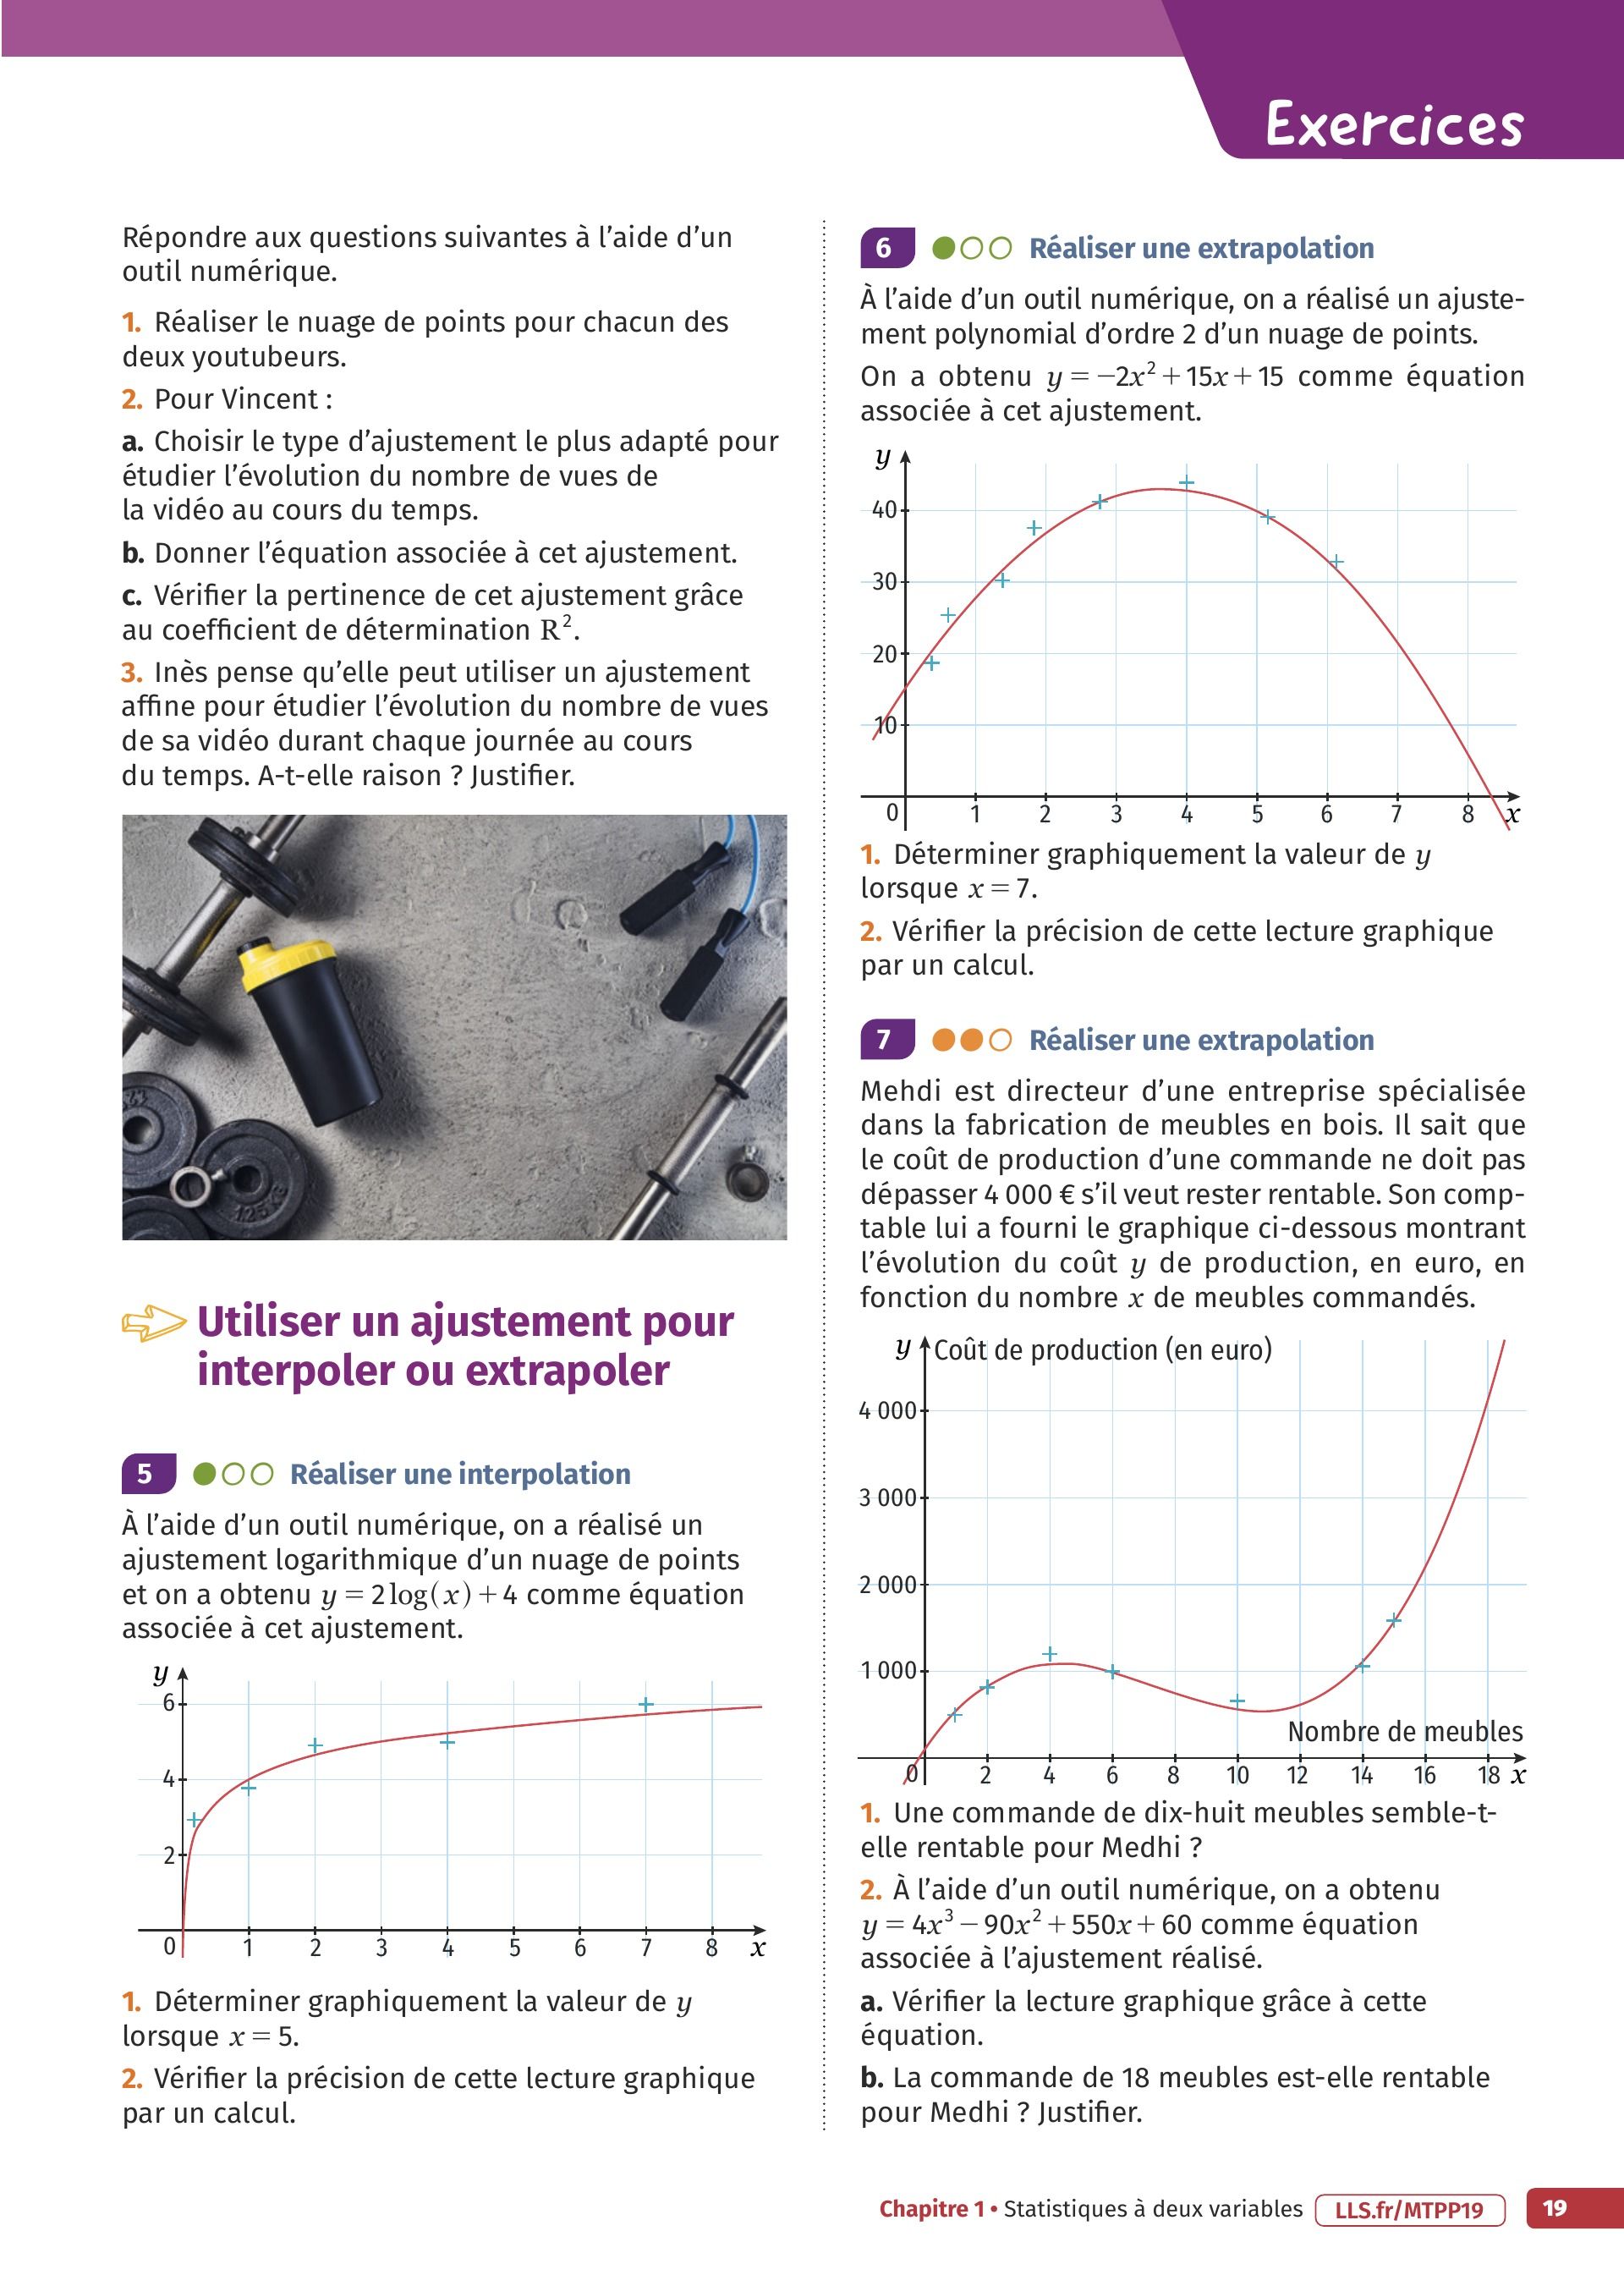 Exercices
Répondre aux questions suivantes à l’aide d’un
outil numérique.
1. Réaliser le nuage de points pour chacun des
deux youtubeurs.
2. Pour Vincent :
a. Choisir le type d’ajustement le plus adapté pour
étudier l’évolution du nombre de vues de
la vidéo au cours du temps.
b. Donner l’équation associée à cet ajustement.
c. Vérifier la pertinence de cet ajustement grâce
au coefficient de détermination R².
3. Inès pense qu’elle peut utiliser un ajustement
affine pour étudier l’évolution du nombre de vues
de sa vidéo durant chaque journée au cours
du temps. A-t-elle raison ? Justifier.
Utiliser un ajustement pour
interpoler ou extrapoler
5 Réaliser une interpolation
À l’aide d’un outil numérique, on a réalisé un
ajustement logarithmique d’un nuage de points
et on a obtenu y = 2 log(x) + 4 comme équation
associée à cet ajustement.
y
6
4
2
0 1 2 3 4 5 6 7 8 x
1. Déterminer graphiquement la valeur de y
lorsque x = 5.
2. Vérifier la précision de cette lecture graphique
par un calcul.
6 Réaliser une extrapolation
À l’aide d’un outil numérique, on a réalisé un ajuste-
ment polynomial d’ordre 2 d’un nuage de points.
On a obtenu y = −2x² + 15x + 15 comme équation
associée à cet ajustement.
y
40
30
20
10
0 1 2 3 4 5 6 7 8 x
1. Déterminer graphiquement la valeur de y
lorsque x = 7.
2. Vérifier la précision de cette lecture graphique
par un calcul.
7 Réaliser une extrapolation
Mehdi est directeur d’une entreprise spécialisée
dans la fabrication de meubles en bois. Il sait que
le coût de production d’une commande ne doit pas
dépasser 4 000 € s’il veut rester rentable. Son comp-
table lui a fourni le graphique ci-dessous montrant
l’évolution du coût y de production, en euro, en
fonction du nombre x de meubles commandés.
y Coût de production (en euro)
4 000
3 000
2 000
1 000
Nombre de meubles
0 2 4 6 8 10 12 14 16 18 x
1. Une commande de dix-huit meubles semble-t-
elle rentable pour Medhi ?
2. À l’aide d’un outil numérique, on a obtenu
y = 4x³ − 90x² + 550x + 60 comme équation
associée à l’ajustement réalisé.
a. Vérifier la lecture graphique grâce à cette
équation.
b. La commande de 18 meubles est-elle rentable
pour Medhi ? Justifier.
Chapitre 1 • Statistiques à deux variables LLS.fr/MTPP19 19